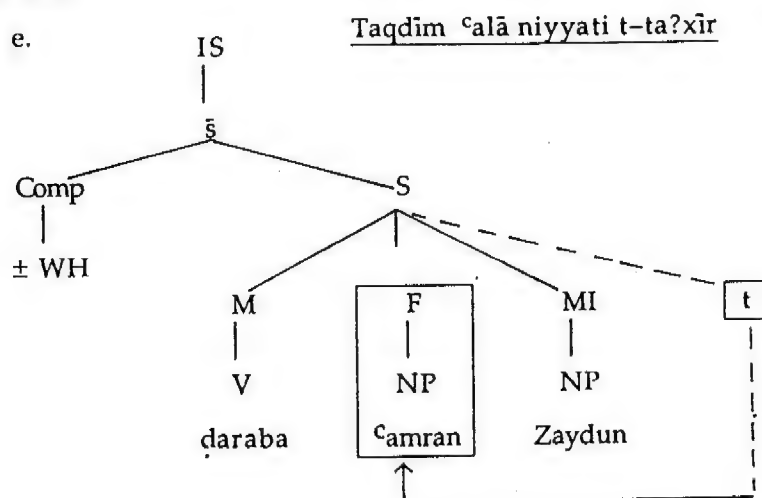 e. Taqdīm ᶜalā niyyati t–ta?xīr
IS
s̄
Comp S
± WH
M F MI t
V NP NP
ḍaraba ᶜamran Zaydun